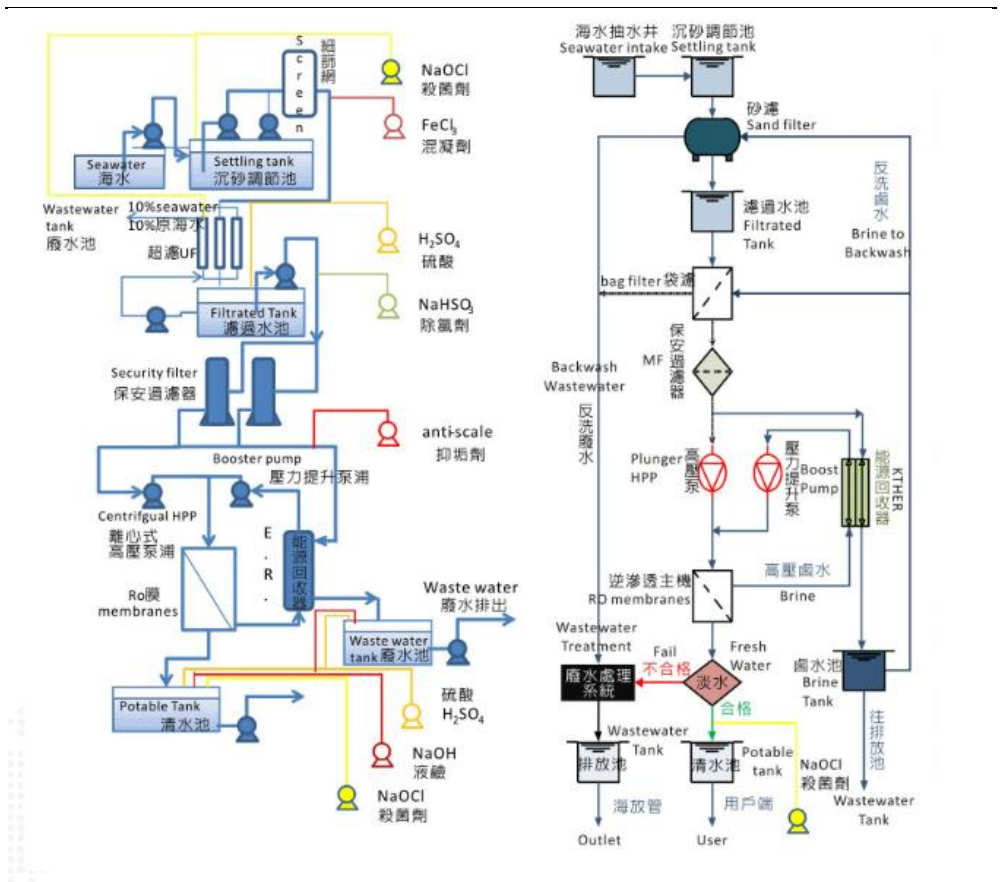 Screen
細篩網
NaOCl
殺菌劑
FeCl₃
混凝劑
Seawater
海水
Settling tank
沉砂調節池
Wastewater
tank
廢水池
10%seawater
10%原海水
超濾UF
H₂SO₄
硫酸
Filtrated Tank
濾過水池
NaHSO₃
除氯劑
Security filter
保安過濾器
anti-scale
抑垢劑
Booster pump
壓力提升泵浦
Centrifgual HPP
離心式
高壓泵浦
E.R.
能源回收器
Ro膜
membranes
Waste water
廢水排出
Waste water
tank 廢水池
Potable Tank
清水池
硫酸
H₂SO₄
NaOH
液鹼
NaOCl
殺菌劑
海水抽水井
Seawater intake
沉砂調節池
Settling tank
砂濾
Sand filter
反洗鹵水
Brine to
Backwash
濾過水池
Filtrated
Tank
bag filter 袋濾
保安過濾器
MF
Backwash
Wastewater
反洗廢水
Plunger
HPP
高壓泵
壓力提升泵
Boost
Pump
能源回收器
KTHER
高壓鹵水
Brine
逆滲透主機
RO membranes
Wastewater
Treatment
Fail
不合格
Fresh
Water
廢水處理
系統
淡水
合格
鹵水池
Brine
Tank
Wastewater
Tank
排放池
清水池
Potable
tank
往排放池
NaOCl
殺菌劑
海放管
用戶端
Wastewater
Tank
Outlet
User